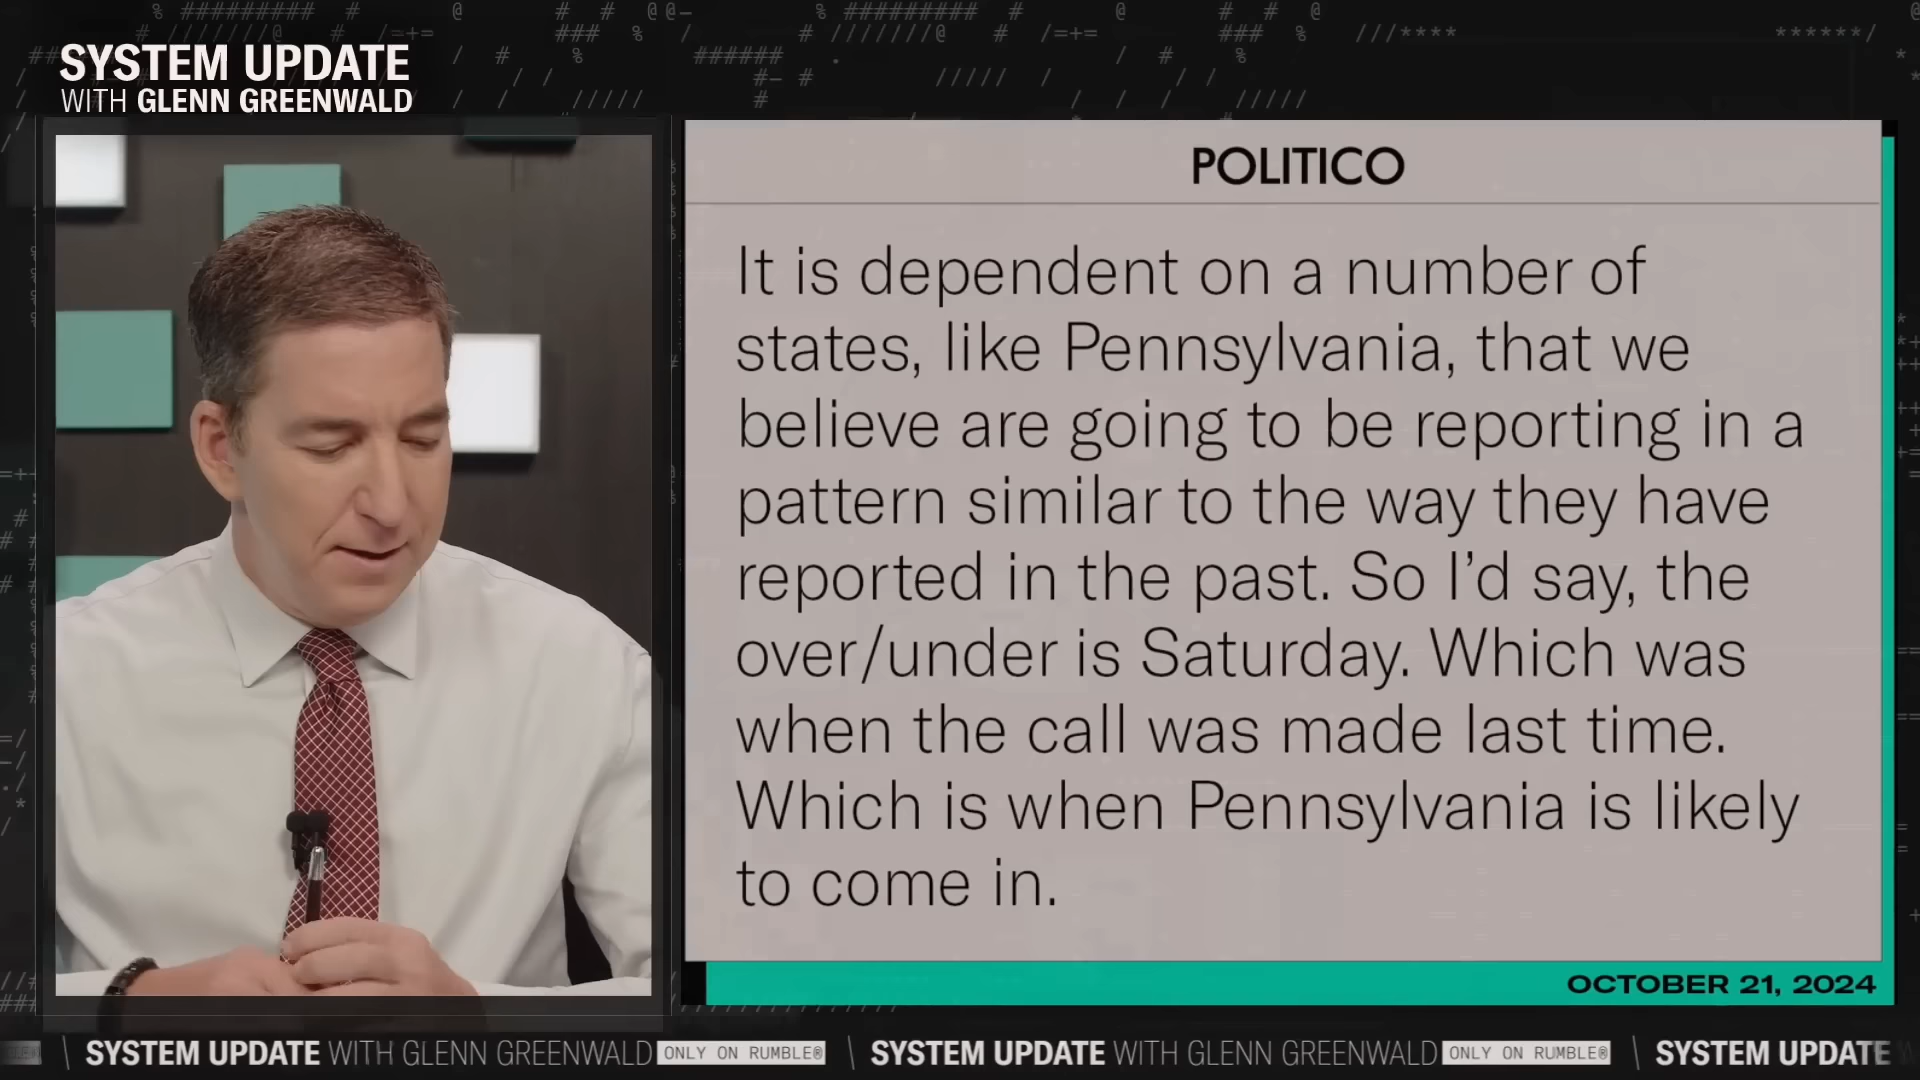 SYSTEM UPDATE
WITH GLENN GREENWALD
POLITICO
It is dependent on a number of
states, like Pennsylvania, that we
believe are going to be reporting in a
pattern similar to the way they have
reported in the past. So I’d say, the
over/under is Saturday. Which was
when the call was made last time.
Which is when Pennsylvania is likely
to come in.
OCTOBER 21, 2024
\ SYSTEM UPDATE WITH GLENN GREENWALD ONLY ON RUMBLE® \ SYSTEM UPDATE WITH GLENN GREENWALD ONLY ON RUMBLE® \ SYSTEM UPDATE